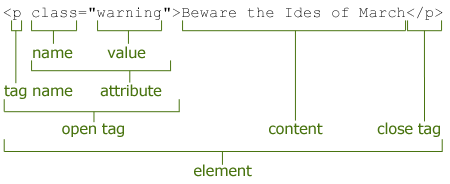 <p class="warning">Beware the Ides of March</p>
name value
tag name attribute
open tag content close tag
element